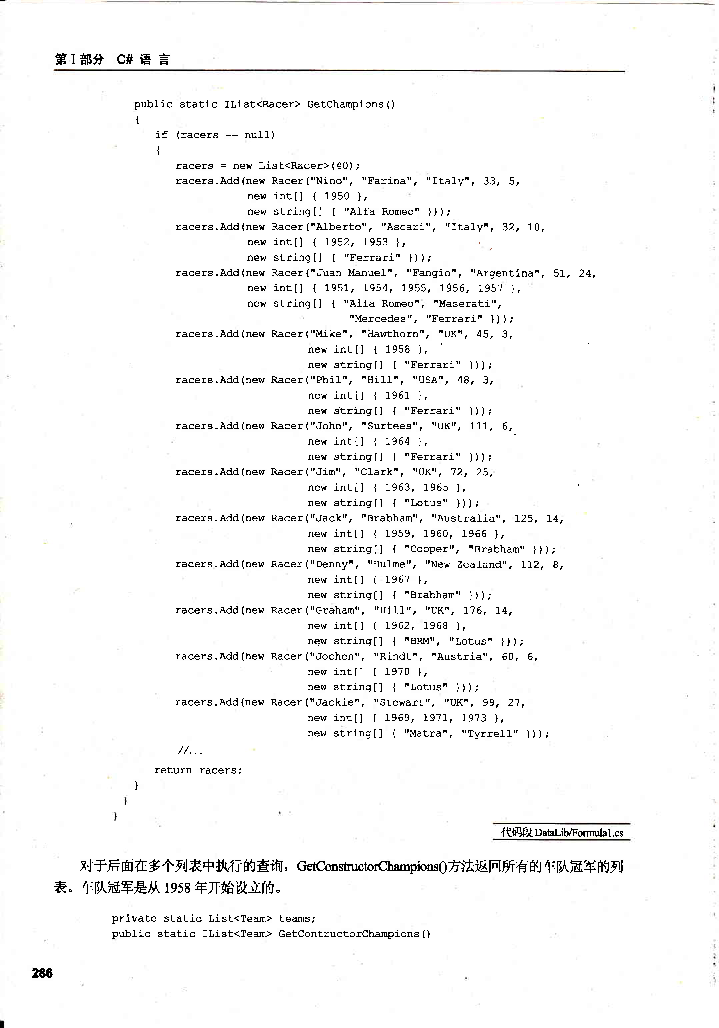 第 I 部分 C# 语 言
public static IList<Racer> GetChampions()
{
if (racers == null)
{
racers = new List<Racer>(40);
racers.Add(new Racer("Nino", "Farina", "Italy", 33, 5,
new int[] { 1950 },
new string[] { "Alfa Romeo" }));
racers.Add(new Racer("Alberto", "Ascari", "Italy", 32, 10,
new int[] { 1952, 1953 },
new string[] { "Ferrari" }));
racers.Add(new Racer("Juan Manuel", "Fangio", "Argentina", 51, 24,
new int[] { 1951, 1954, 1955, 1956, 1957 },
new string[] { "Alfa Romeo", "Maserati",
"Mercedes", "Ferrari" }));
racers.Add(new Racer("Mike", "Hawthorn", "UK", 45, 3,
new int[] { 1958 },
new string[] { "Ferrari" }));
racers.Add(new Racer("Phil", "Hill", "USA", 48, 3,
new int[] { 1961 },
new string[] { "Ferrari" }));
racers.Add(new Racer("John", "Surtees", "UK", 111, 6,
new int[] { 1964 },
new string[] { "Ferrari" }));
racers.Add(new Racer("Jim", "Clark", "UK", 72, 25,
new int[] { 1963, 1965 },
new string[] { "Lotus" }));
racers.Add(new Racer("Jack", "Brabham", "Australia", 125, 14,
new int[] { 1959, 1960, 1966 },
new string[] { "Cooper", "Brabham" }));
racers.Add(new Racer("Denny", "Hulme", "New Zealand", 112, 8,
new int[] { 1967 },
new string[] { "Brabham" }));
racers.Add(new Racer("Graham", "Hill", "UK", 176, 14,
new int[] { 1962, 1968 },
new string[] { "BRM", "Lotus" }));
racers.Add(new Racer("Jochen", "Rindt", "Austria", 60, 6,
new int[] { 1970 },
new string[] { "Lotus" }));
racers.Add(new Racer("Jackie", "Stewart", "UK", 99, 27,
new int[] { 1969, 1971, 1973 },
new string[] { "Matra", "Tyrrell" }));
//...
return racers;
}
}
}
代码段 DataLib/Formula1.cs
对于后面在多个列表中执行的查询，GetConstructorChampions()方法返回所有的车队冠军的列
表。车队冠军是从 1958 年开始设立的。
private static List<Team> teams;
public static IList<Team> GetContructorChampions()
286